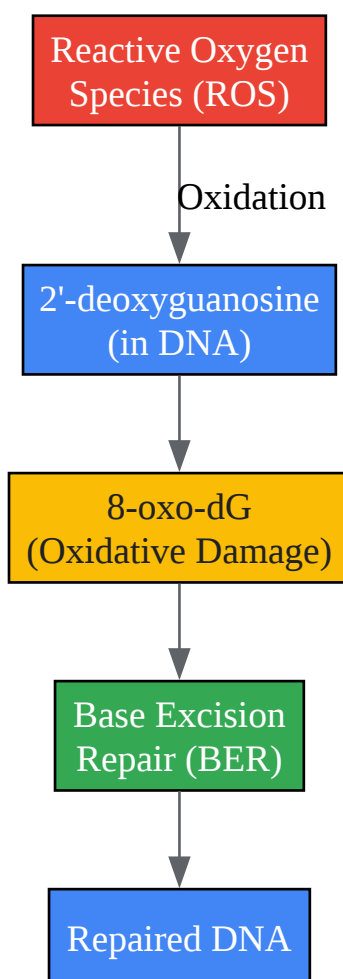 Reactive Oxygen
Species (ROS)
Oxidation
2'-deoxyguanosine
(in DNA)
8-oxo-dG
(Oxidative Damage)
Base Excision
Repair (BER)
Repaired DNA